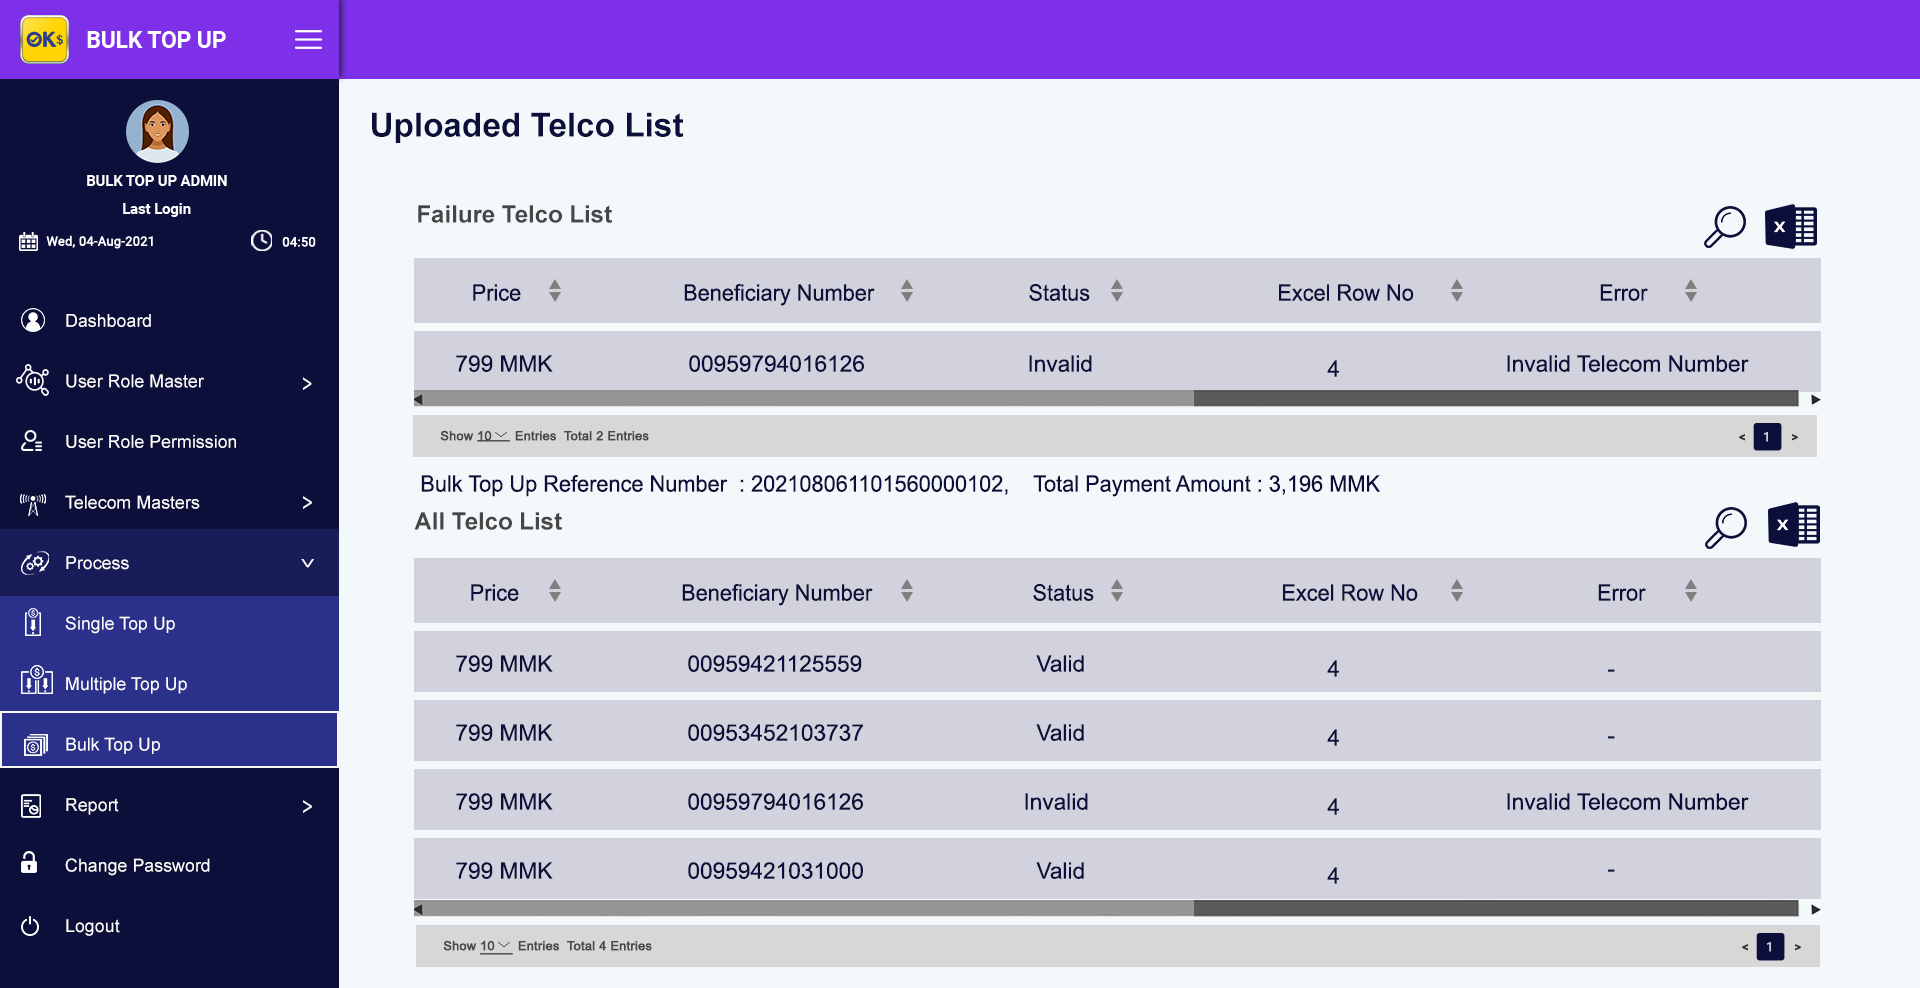 OK$ BULK TOP UP
BULK TOP UP ADMIN
Last Login
Wed, 04-Aug-2021 04:50
Dashboard
User Role Master >
User Role Permission
Telecom Masters >
Process
Single Top Up
Multiple Top Up
Bulk Top Up
Report >
Change Password
Logout
Uploaded Telco List
Failure Telco List
X
Price Beneficiary Number Status Excel Row No Error
799 MMK 00959794016126 Invalid 4 Invalid Telecom Number
Show 10 Entries Total 2 Entries < 1 >
Bulk Top Up Reference Number : 202108061101560000102, Total Payment Amount : 3,196 MMK
All Telco List
X
Price Beneficiary Number Status Excel Row No Error
799 MMK 00959421125559 Valid 4 -
799 MMK 00953452103737 Valid 4 -
799 MMK 00959794016126 Invalid 4 Invalid Telecom Number
799 MMK 00959421031000 Valid 4 -
Show 10 Entries Total 4 Entries < 1 >